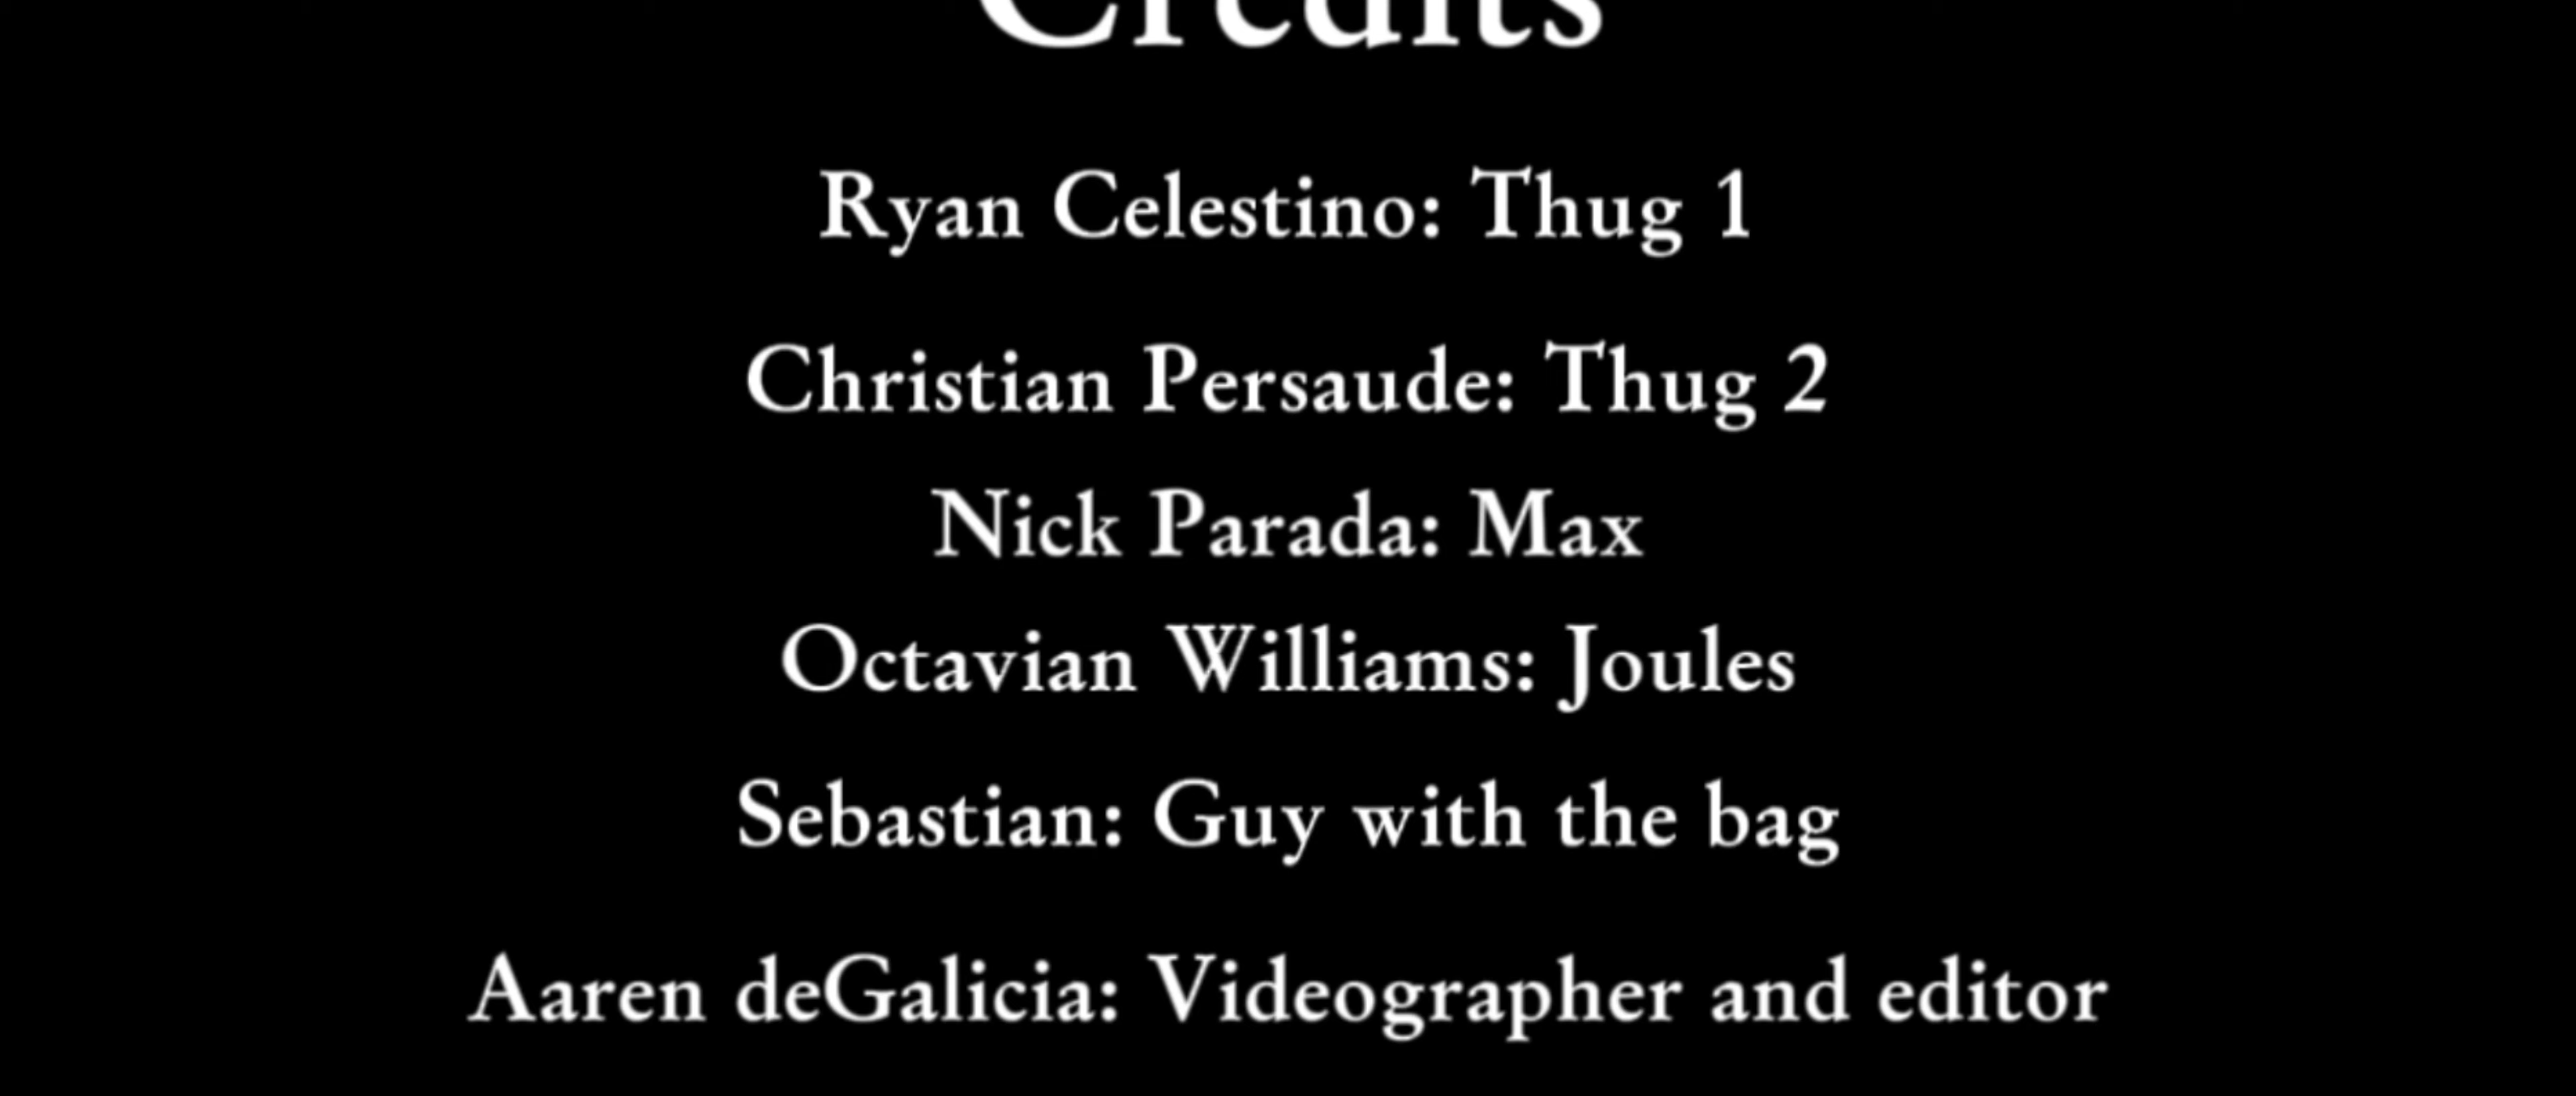 Credits
Ryan Celestino: Thug 1
Christian Persaude: Thug 2
Nick Parada: Max
Octavian Williams: Joules
Sebastian: Guy with the bag
Aaren deGalicia: Videographer and editor